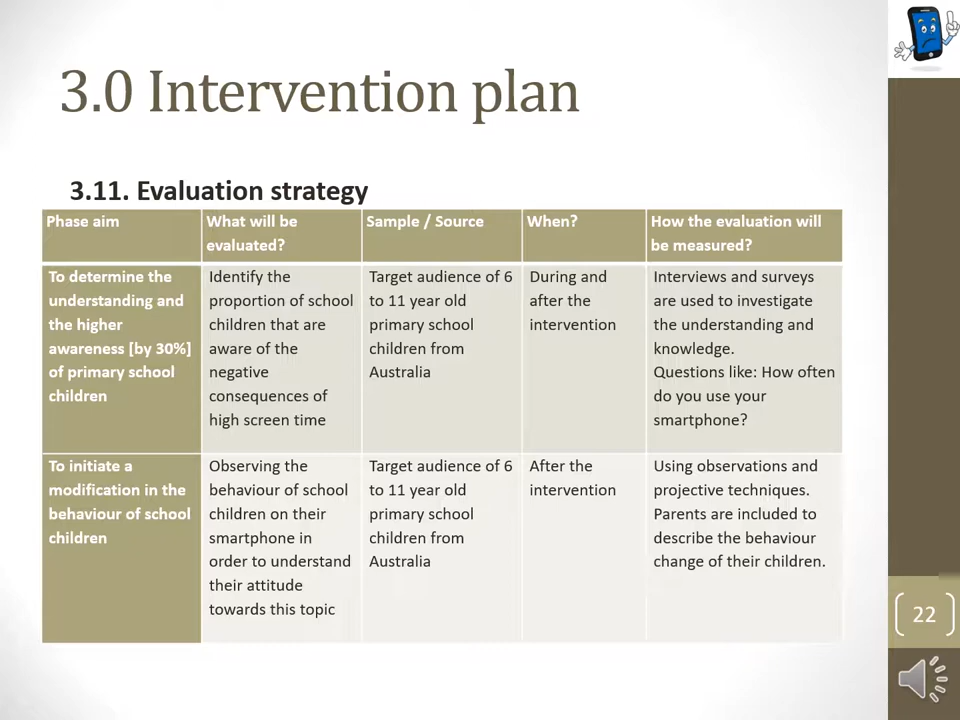 3.0 Intervention plan
3.11. Evaluation strategy
Phase aim
What will be
evaluated?
Sample / Source
When?
How the evaluation will
be measured?
To determine the
understanding and
the higher
awareness [by 30%]
of primary school
children
Identify the
proportion of school
children that are
aware of the
negative
consequences of
high screen time
Target audience of 6
to 11 year old
primary school
children from
Australia
During and
after the
intervention
Interviews and surveys
are used to investigate
the understanding and
knowledge.
Questions like: How often
do you use your
smartphone?
To initiate a
modification in the
behaviour of school
children
Observing the
behaviour of school
children on their
smartphone in
order to understand
their attitude
towards this topic
Target audience of 6
to 11 year old
primary school
children from
Australia
After the
intervention
Using observations and
projective techniques.
Parents are included to
describe the behaviour
change of their children.
22